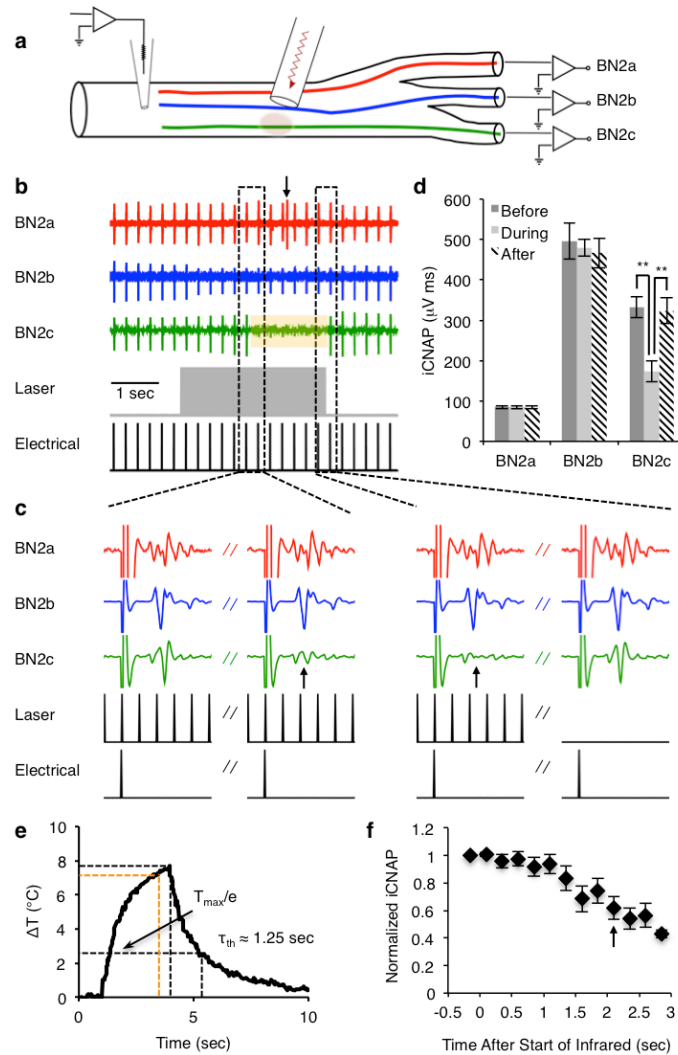 a
BN2a
BN2b
BN2c
b
BN2a
BN2b
BN2c
Laser
1 sec
Electrical
d
iCNAP (μV ms)
600
500
400
300
200
100
0
Before
During
After
**
**
BN2a
BN2b
BN2c
c
BN2a
//
//
BN2b
//
//
BN2c
//
//
Laser
//
//
Electrical
//
//
e
ΔT (°C)
10
8
6
4
2
0
Tmax/e
τth ≈ 1.25 sec
0
5
10
Time (sec)
f
Normalized iCNAP
1.2
1
0.8
0.6
0.4
0.2
0
-0.5
0
0.5
1
1.5
2
2.5
3
Time After Start of Infrared (sec)